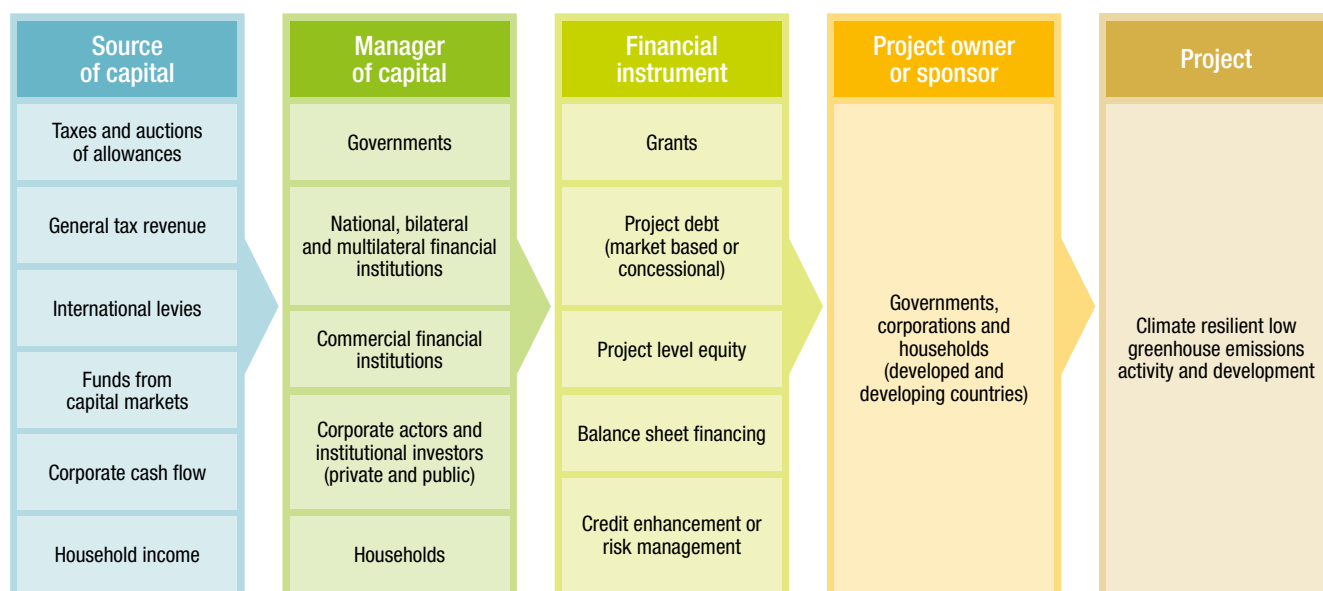 Source
of capital
Taxes and auctions
of allowances
General tax revenue
International levies
Funds from
capital markets
Corporate cash flow
Household income
Manager
of capital
Governments
National, bilateral
and multilateral financial
institutions
Commercial financial
institutions
Corporate actors and
institutional investors
(private and public)
Households
Financial
instrument
Grants
Project debt
(market based or
concessional)
Project level equity
Balance sheet financing
Credit enhancement or
risk management
Project owner
or sponsor
Governments,
corporations and
households
(developed and
developing countries)
Project
Climate resilient low
greenhouse emissions
activity and development